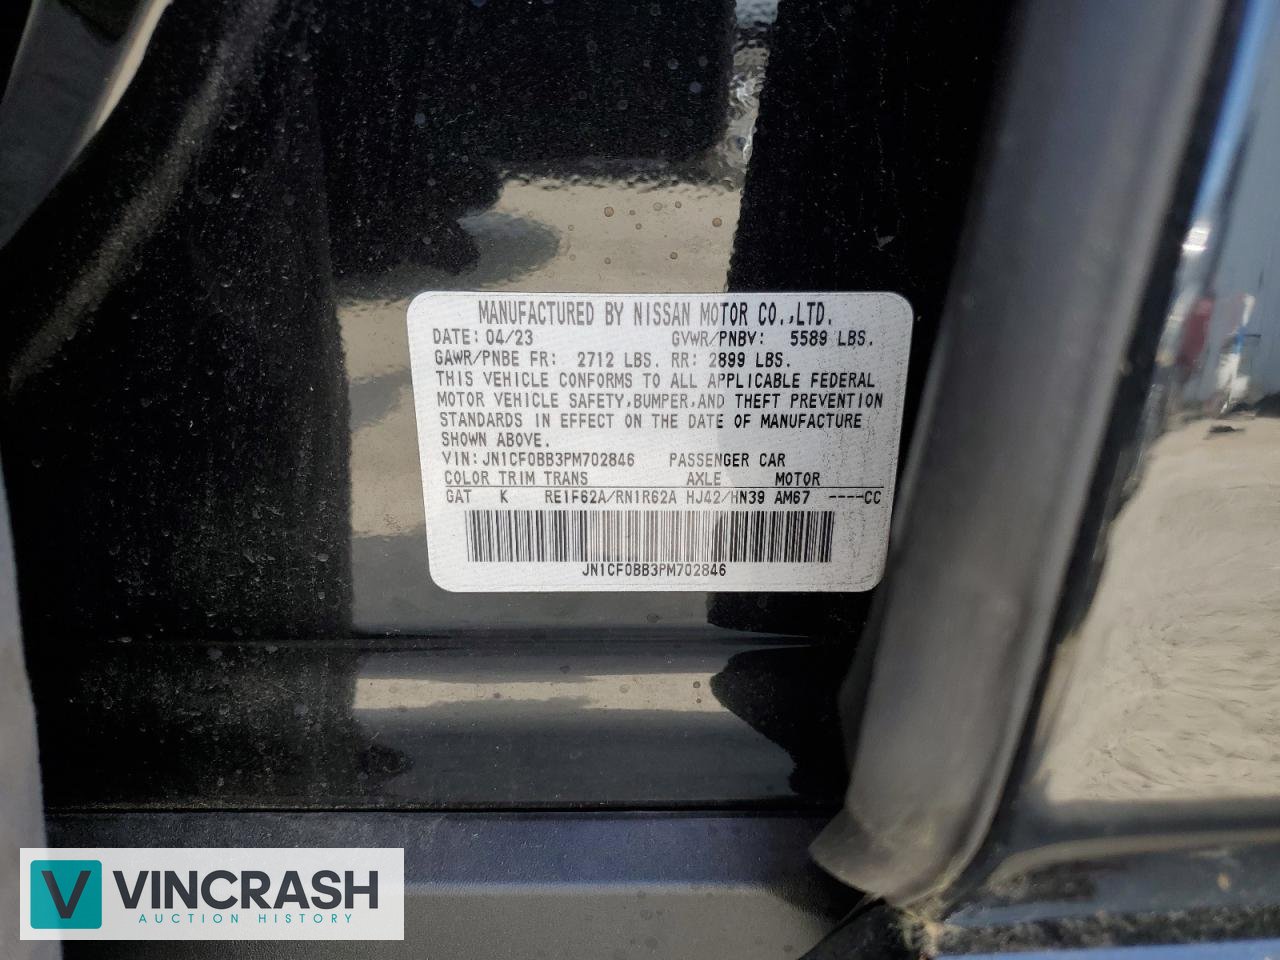 MANUFACTURED BY NISSAN MOTOR CO.,LTD.
DATE: 04/23 GVWR/PNBV: 5589 LBS.
GAWR/PNBE FR: 2712 LBS. RR: 2899 LBS.
THIS VEHICLE CONFORMS TO ALL APPLICABLE FEDERAL
MOTOR VEHICLE SAFETY,BUMPER,AND THEFT PREVENTION
STANDARDS IN EFFECT ON THE DATE OF MANUFACTURE
SHOWN ABOVE.
VIN:JN1CF0BB3PM702846 PASSENGER CAR
COLOR TRIM TRANS AXLE MOTOR
GAT K RE1F62A/RN1R62A HJ42/HN39 AM67 ----CC
JN1CF0BB3PM702846
V VINCRASH
AUCTION HISTORY